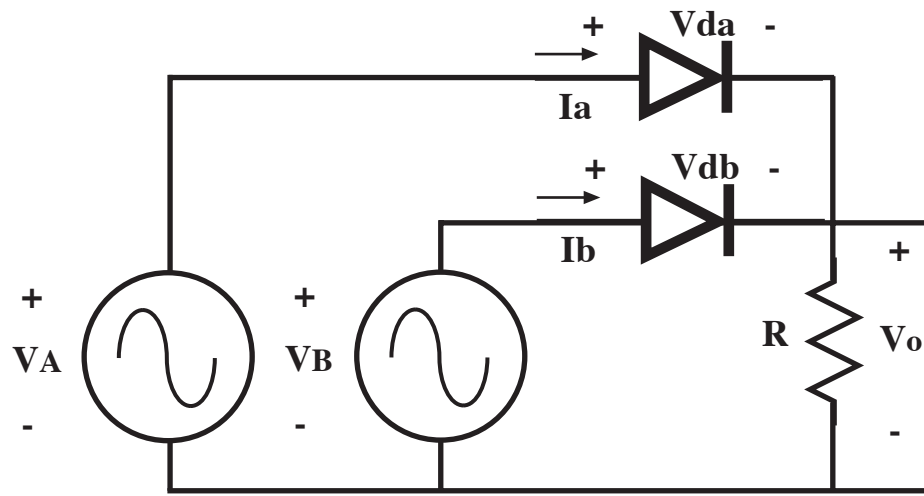 + Vda -
Ia
+ Vdb -
Ib
+ + +
VA VB R Vo
- - -